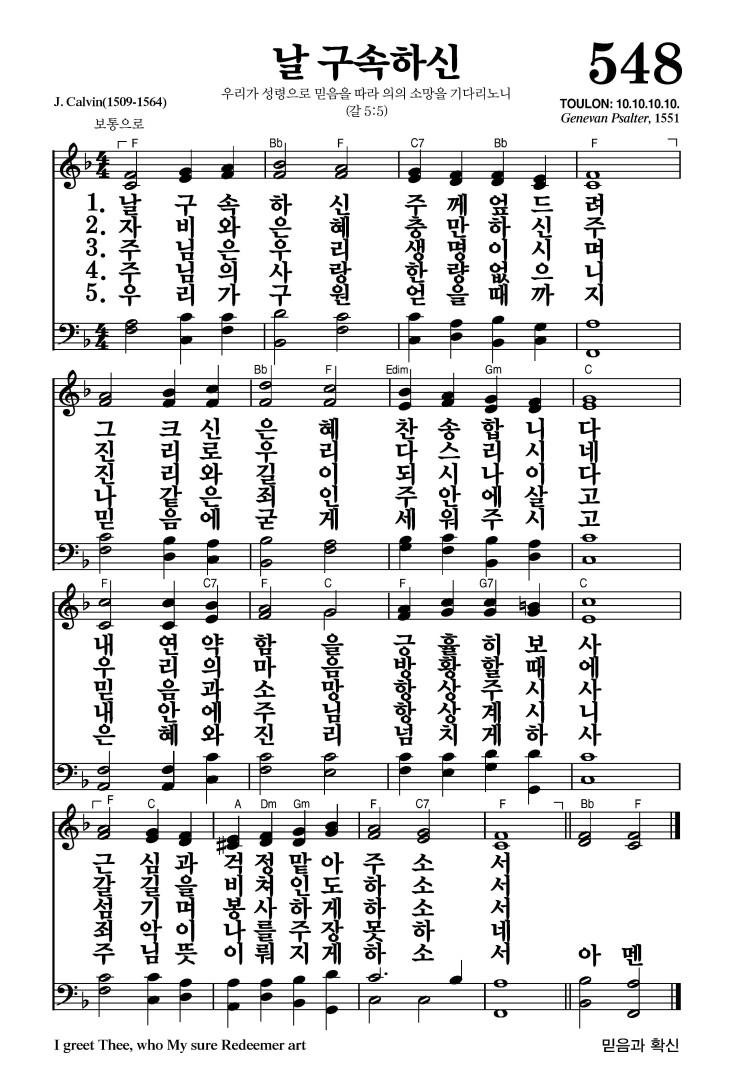 날 구속하신
548
우리가 성령으로 믿음을 따라 의의 소망을 기다리노니
(갈 5:5)
J. Calvin(1509-1564)
보통으로
TOULON: 10.10.10.10.
Genevan Psalter, 1551
F Bb F C7 Bb F
1. 날 구 속 하 신 주 께 엎 드 려
2. 자 비 와 은 혜 충 만 하 신 주
3. 주 님 은 우 리 생 명 이 시 며
4. 주 님 의 사 랑 한 량 없 으 니
5. 우 리 가 구 원 얻 을 때 까 지
Bb F Edim Gm C
그 크 신 은 혜 찬 송 합 니 다
진 리 로 우 리 다 스 리 시 네
진 리 와 길 이 되 시 나 이 다
나 같 은 죄 인 주 안 에 살 고
믿 음 에 굳 게 세 워 주 시 고
F C7 F C F G7 C
내 연 약 함 을 긍 휼 히 보 사
우 리 의 마 음 방 황 할 때 에
믿 음 과 소 망 항 상 주 시 사
내 안 에 주 님 항 상 계 시 니
은 혜 와 진 리 넘 치 게 하 사
F C A Dm Gm F C7 F Bb F
근 심 과 걱 정 맡 아 주 소 서
갈 길 을 비 쳐 인 도 하 소 서
섬 기 며 봉 사 하 게 하 소 서
죄 악 이 나 를 주 장 못 하 네
주 님 뜻 이 뤄 지 게 하 소 서 아 멘
I greet Thee, who My sure Redeemer art
믿음과 확신